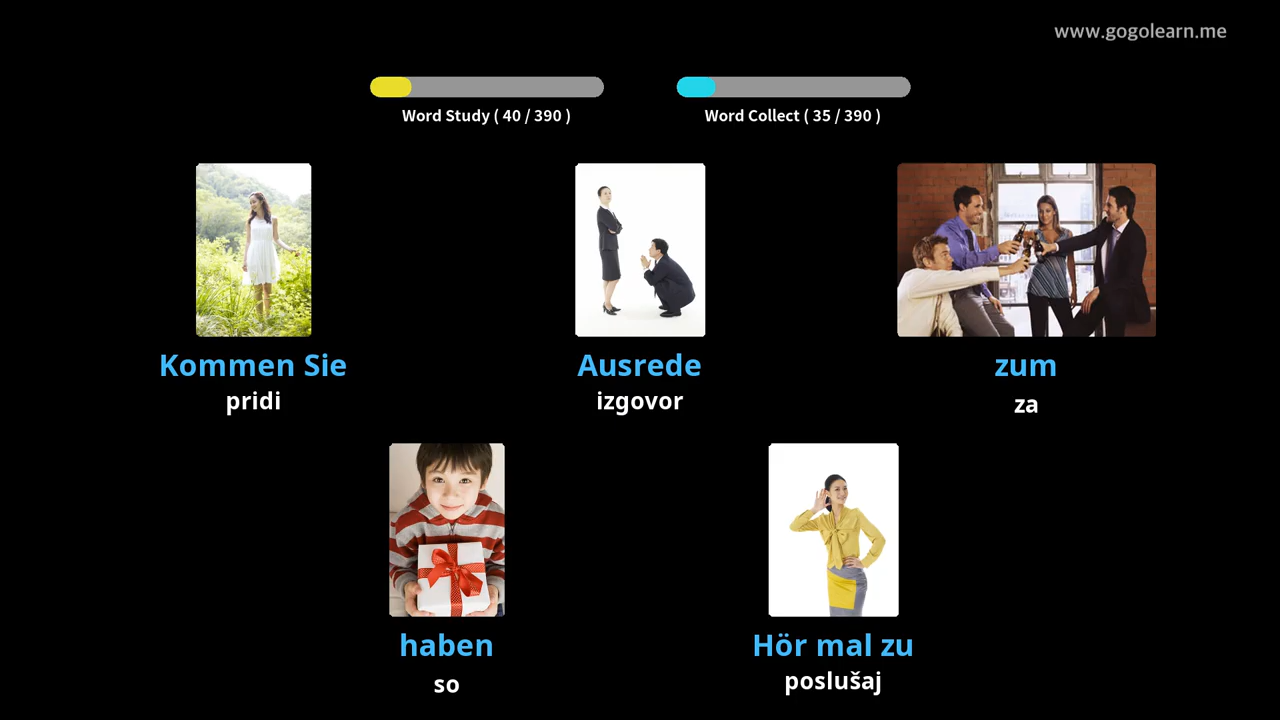 www.gogolearn.me
Word Study ( 40 / 390 )
Word Collect ( 35 / 390 )
Kommen Sie
pridi
Ausrede
izgovor
zum
za
haben
so
Hör mal zu
poslušaj